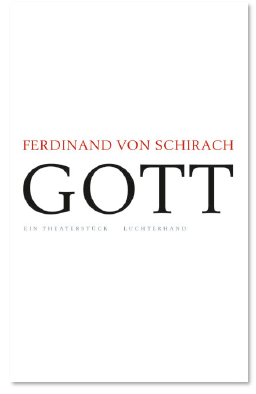 FERDINAND VON SCHIRACH
GOTT
EIN THEATERSTÜCK LUCHTERHAND